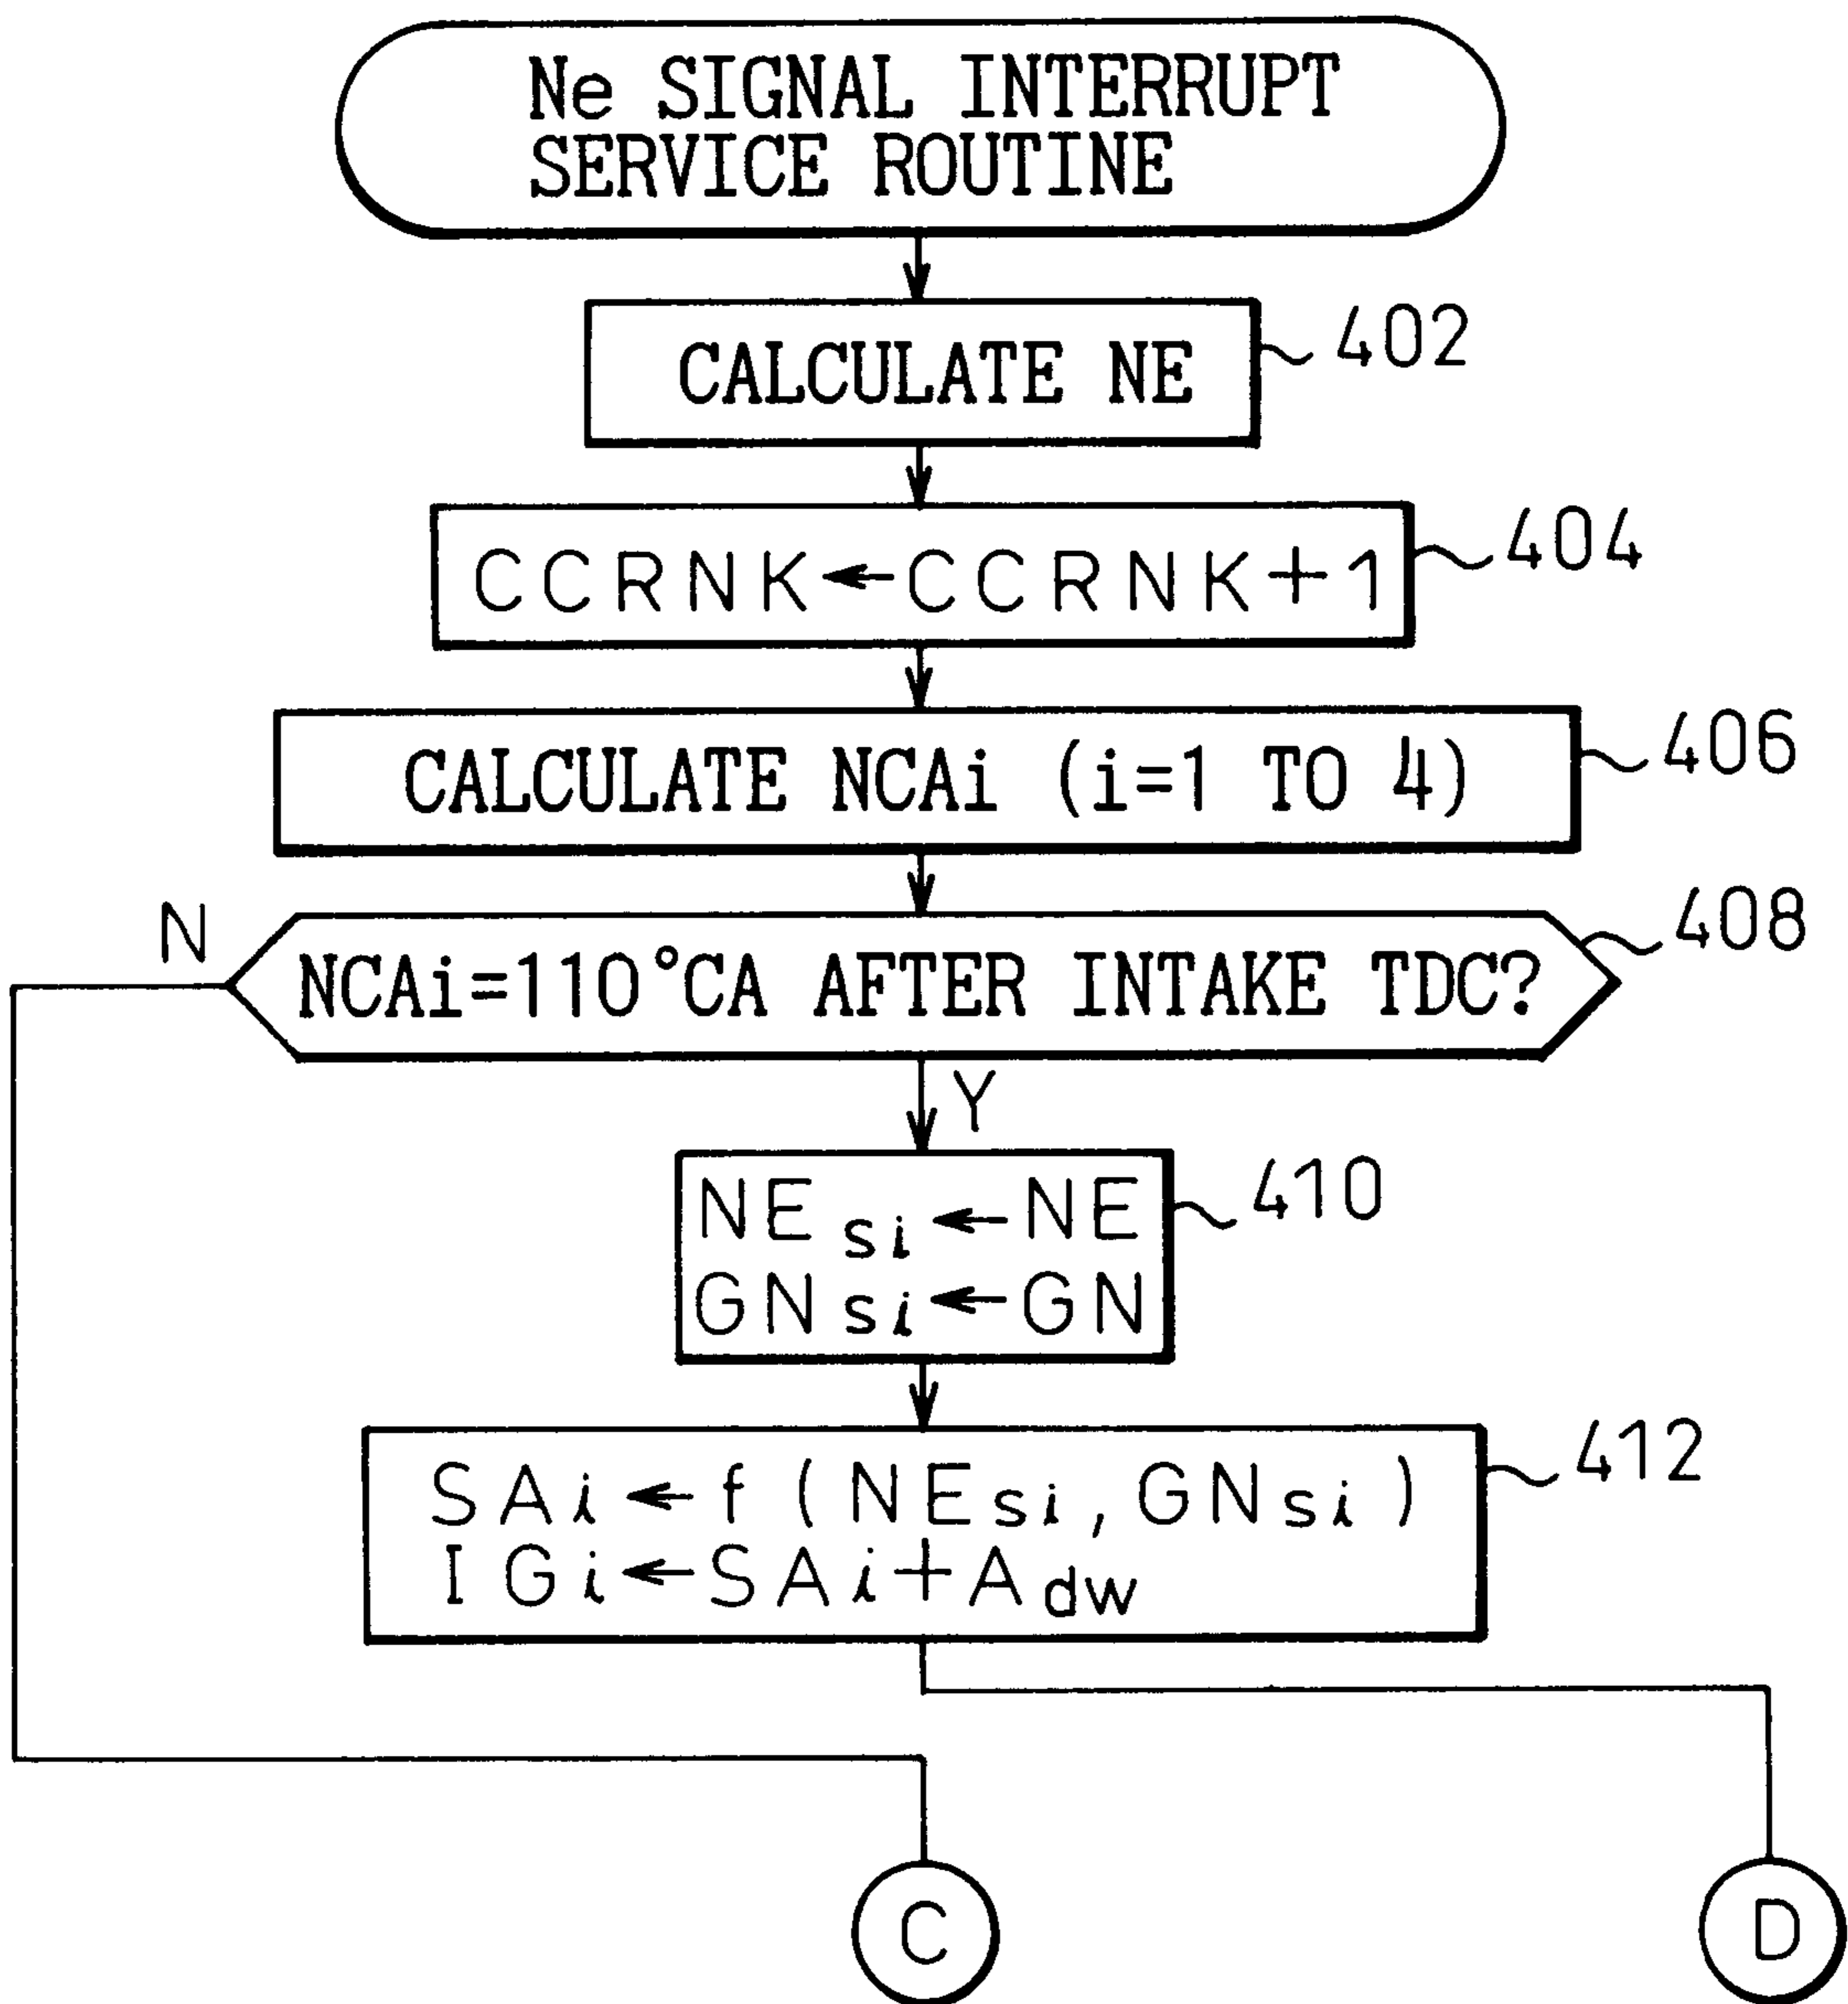 Ne SIGNAL INTERRUPT
SERVICE ROUTINE
CALCULATE NE
402
CCRNK←CCRNK+1
404
CALCULATE NCAi (i=1 TO 4)
406
N
NCAi=110°CA AFTER INTAKE TDC?
408
Y
NEsi←NE
GNsi←GN
410
SAi←f(NEsi,GNsi)
IGi←SAi+Adw
412
C
D